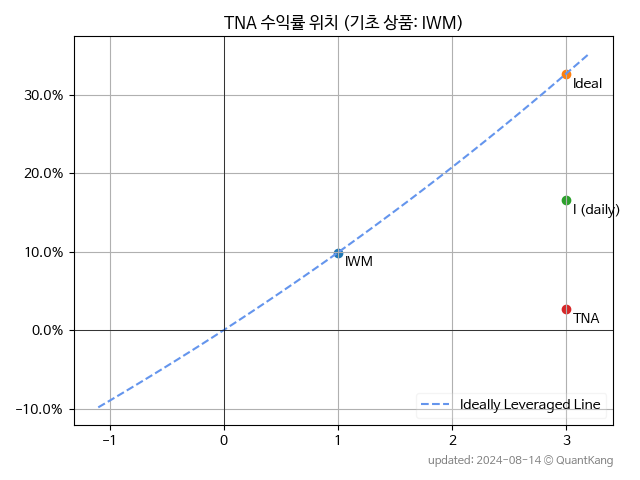 TNA 수익률 위치 (기초 상품: IWM)
30.0%
20.0%
10.0%
0.0%
−10.0%
Ideal
I (daily)
IWM
TNA
Ideally Leveraged Line
−1
0
1
2
3
updated: 2024-08-14 © QuantKang